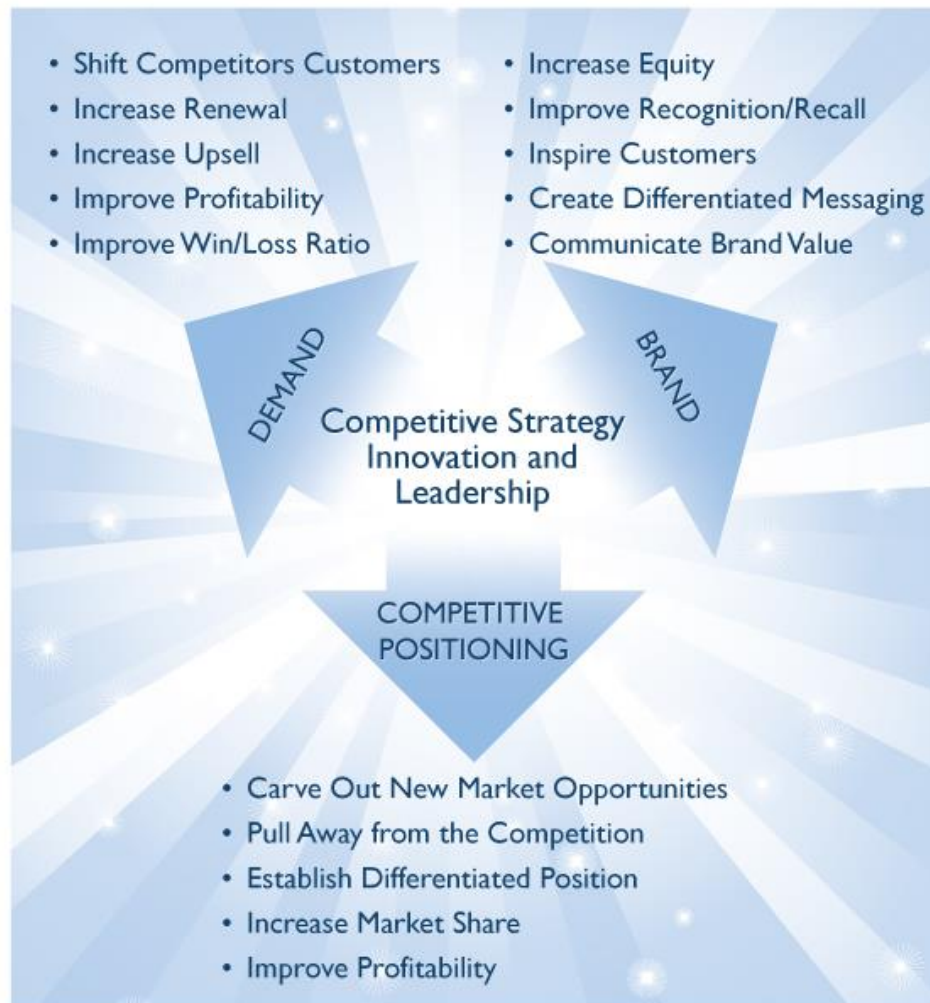 • Shift Competitors Customers
• Increase Renewal
• Increase Upsell
• Improve Profitability
• Improve Win/Loss Ratio
• Increase Equity
• Improve Recognition/Recall
• Inspire Customers
• Create Differentiated Messaging
• Communicate Brand Value
DEMAND
BRAND
Competitive Strategy
Innovation and
Leadership
COMPETITIVE
POSITIONING
• Carve Out New Market Opportunities
• Pull Away from the Competition
• Establish Differentiated Position
• Increase Market Share
• Improve Profitability